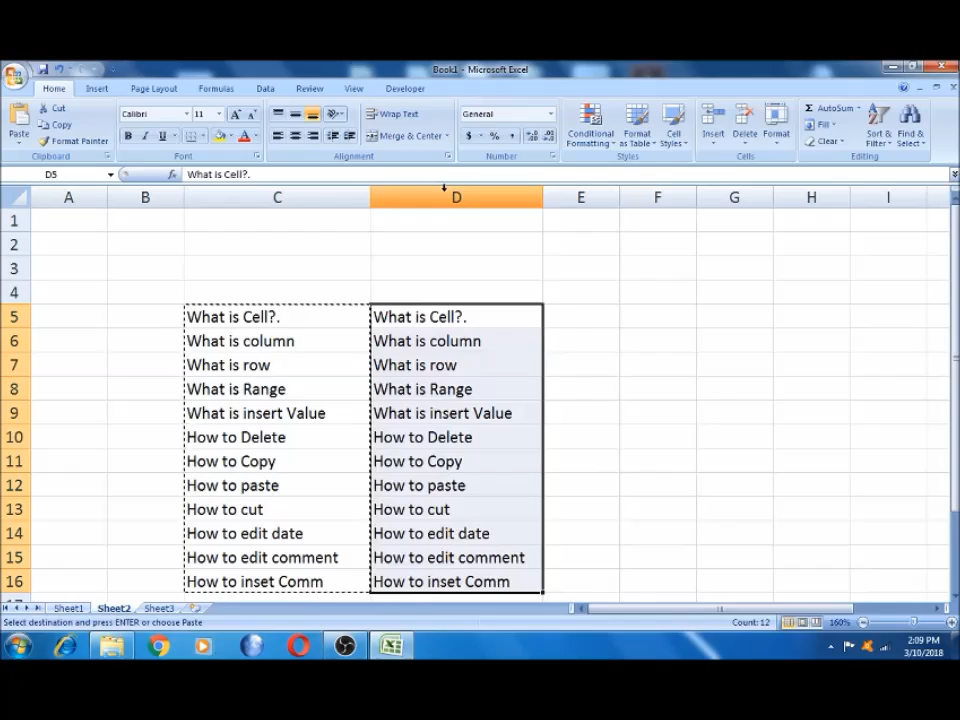 Book1 - Microsoft Excel
Home Insert Page Layout Formulas Data Review View Developer
Paste Cut Copy Format Painter Clipboard
Calibri 11 B I U A Font
Wrap Text Merge & Center Alignment
General $ % , Number
Conditional Formatting Format as Table Cell Styles Styles
Insert Delete Format Cells
Σ AutoSum Fill Clear Sort & Filter Find & Select Editing
D5 fx What is Cell?.
A B C D E F G H I
1
2
3
4
5 What is Cell?. What is Cell?.
6 What is column What is column
7 What is row What is row
8 What is Range What is Range
9 What is insert Value What is insert Value
10 How to Delete How to Delete
11 How to Copy How to Copy
12 How to paste How to paste
13 How to cut How to cut
14 How to edit date How to edit date
15 How to edit comment How to edit comment
16 How to inset Comm How to inset Comm
Sheet1 Sheet2 Sheet3
Select destination and press ENTER or choose Paste Count: 12 160%
2:09 PM
3/10/2018